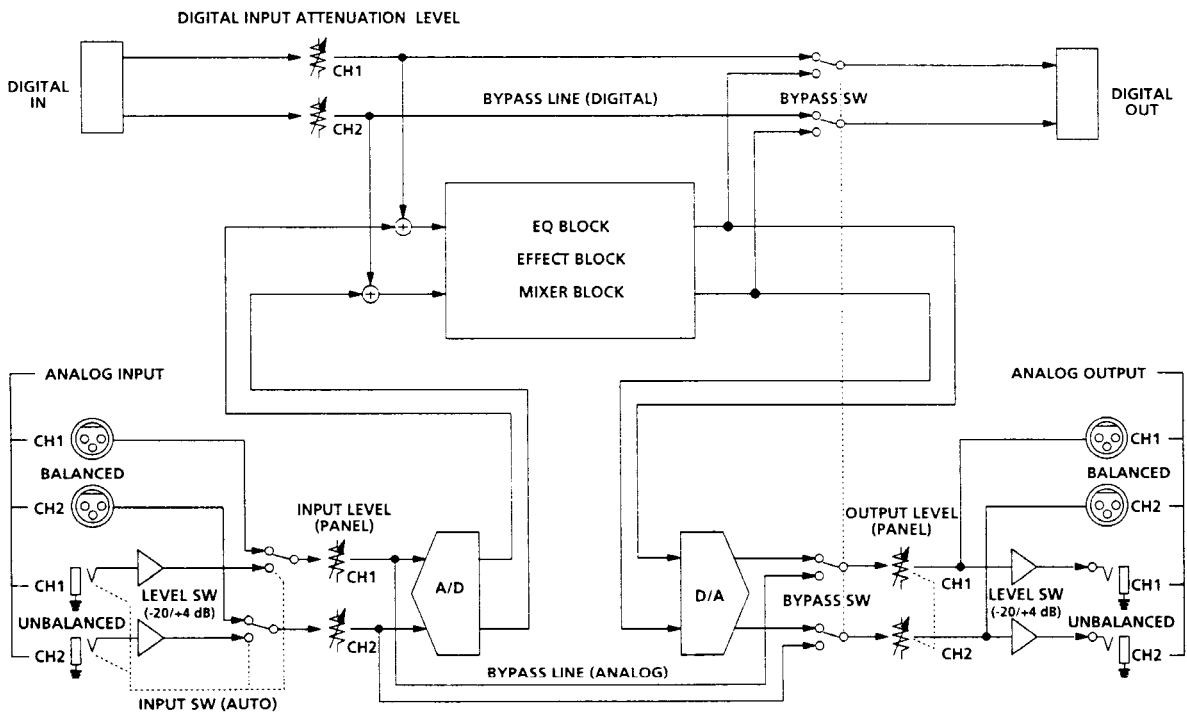 DIGITAL INPUT ATTENUATION LEVEL
DIGITAL
IN
CH1
CH2
BYPASS LINE (DIGITAL)
BYPASS SW
DIGITAL
OUT
EQ BLOCK
EFFECT BLOCK
MIXER BLOCK
ANALOG INPUT
CH1
BALANCED
CH2
CH1
UNBALANCED
CH2
LEVEL SW
(-20/+4 dB)
INPUT SW (AUTO)
INPUT LEVEL
(PANEL)
CH1
CH2
A/D
BYPASS LINE (ANALOG)
D/A
BYPASS SW
OUTPUT LEVEL
(PANEL)
CH1
CH2
LEVEL SW
(-20/+4 dB)
ANALOG OUTPUT
CH1
BALANCED
CH2
CH1
UNBALANCED
CH2